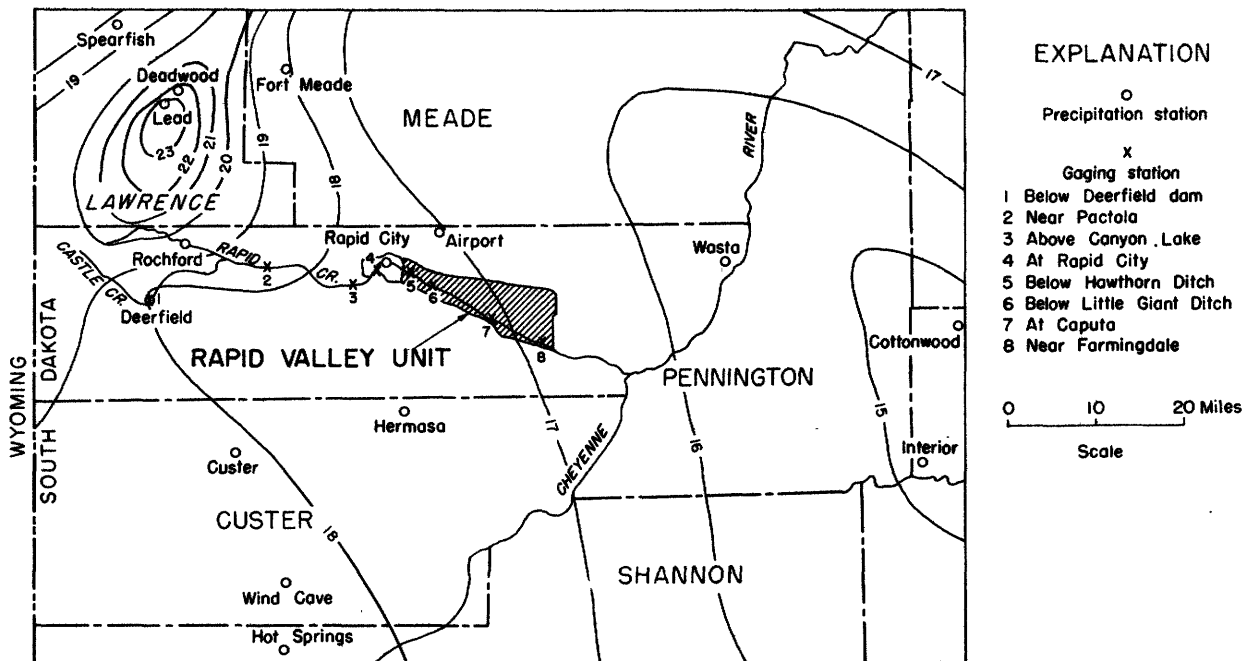 Spearfish
19
Deadwood
Lead
23
22
21
20
19
18
Fort Meade
MEADE
RIVER
17
LAWRENCE
Rapid City
Airport
Wasta
Rochford
RAPID CR.
CASTLE CR.
1
2
3
4
5
6
7
8
Deerfield
RAPID VALLEY UNIT
PENNINGTON
Cottonwood
WYOMING
SOUTH DAKOTA
Hermasa
17
16
15
Interior
Custer
CHEYENNE
CUSTER
18
SHANNON
Wind Cave
Hot Springs
EXPLANATION
o
Precipitation station
x
Gaging station
1 Below Deerfield dam
2 Near Pactola
3 Above Canyon Lake
4 At Rapid City
5 Below Hawthorn Ditch
6 Below Little Giant Ditch
7 At Caputa
8 Near Farmingdale
0 10 20 Miles
Scale